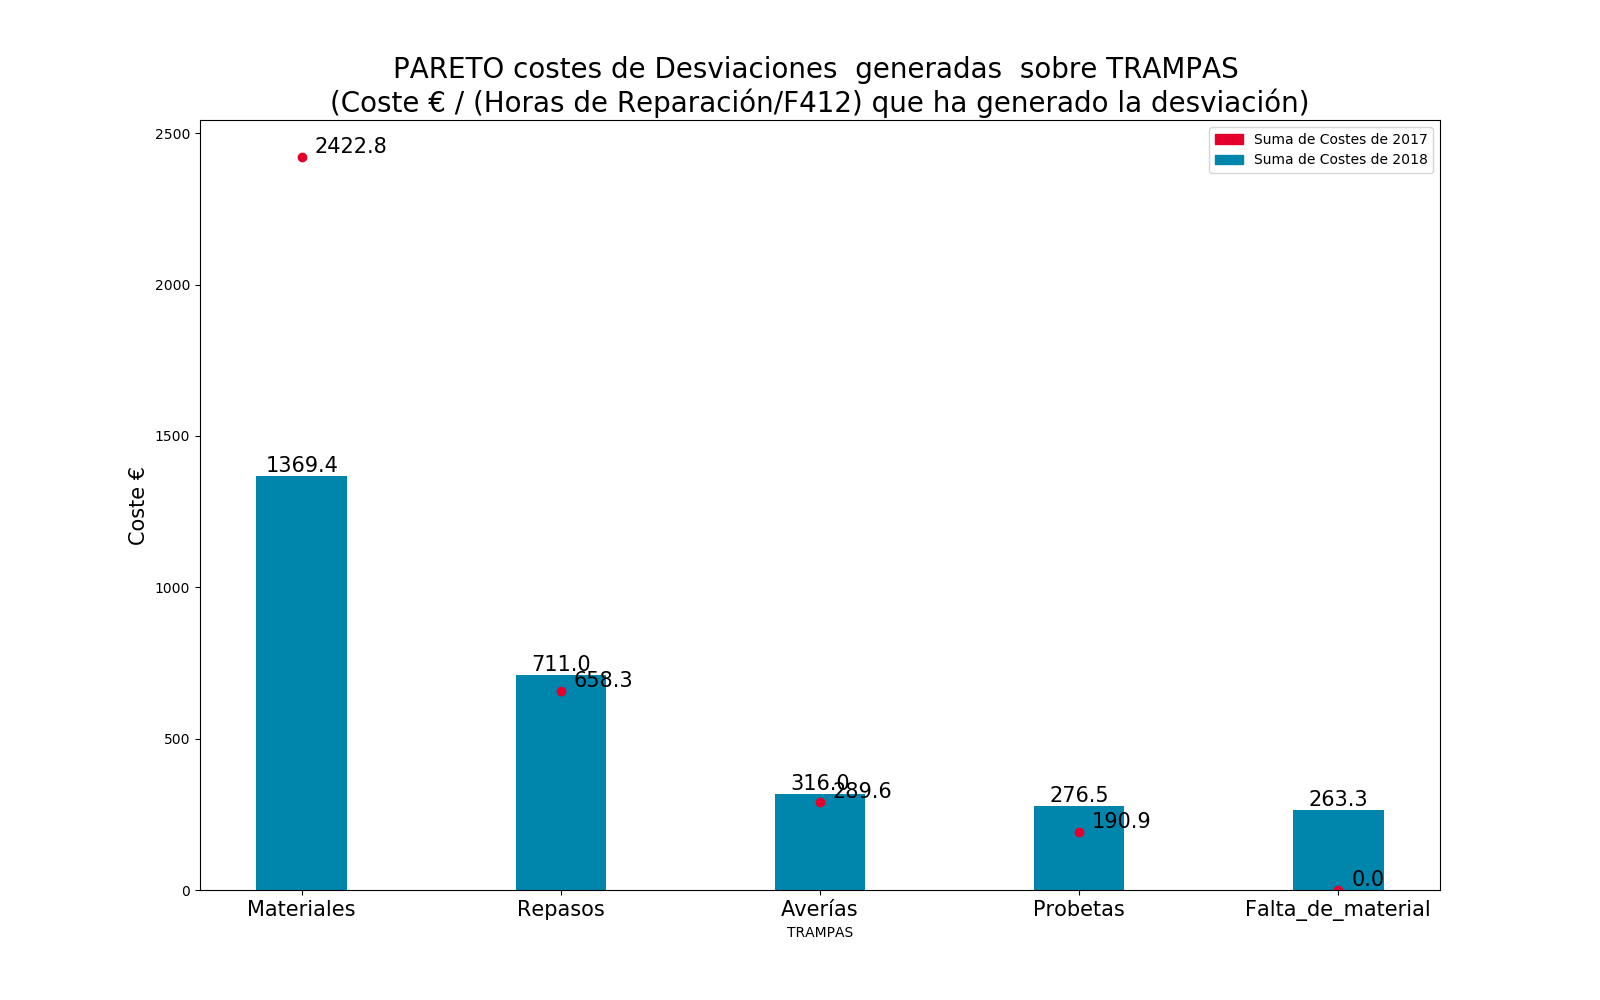 PARETO costes de Desviaciones  generadas  sobre TRAMPAS
(Coste € / (Horas de Reparación/F412) que ha generado la desviación)
Suma de Costes de 2017
Suma de Costes de 2018
Coste €
2500
2000
1500
1000
500
0
2422.8
1369.4
711.0
658.3
316.0
289.6
276.5
190.9
263.3
0.0
Materiales
Repasos
Averías
Probetas
Falta_de_material
TRAMPAS